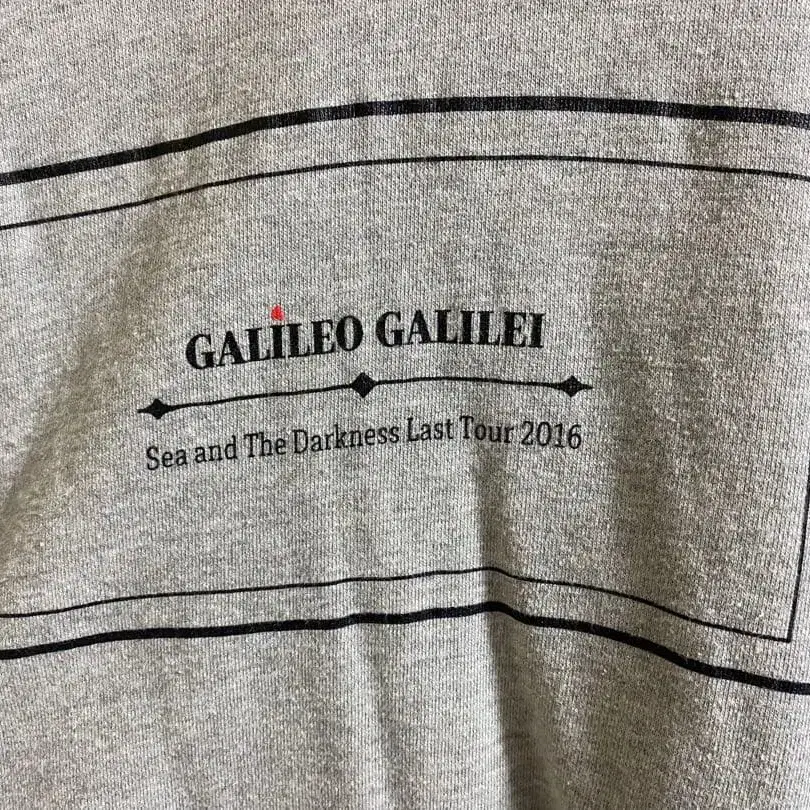 GALILEO GALILEI
Sea and The Darkness Last Tour 2016